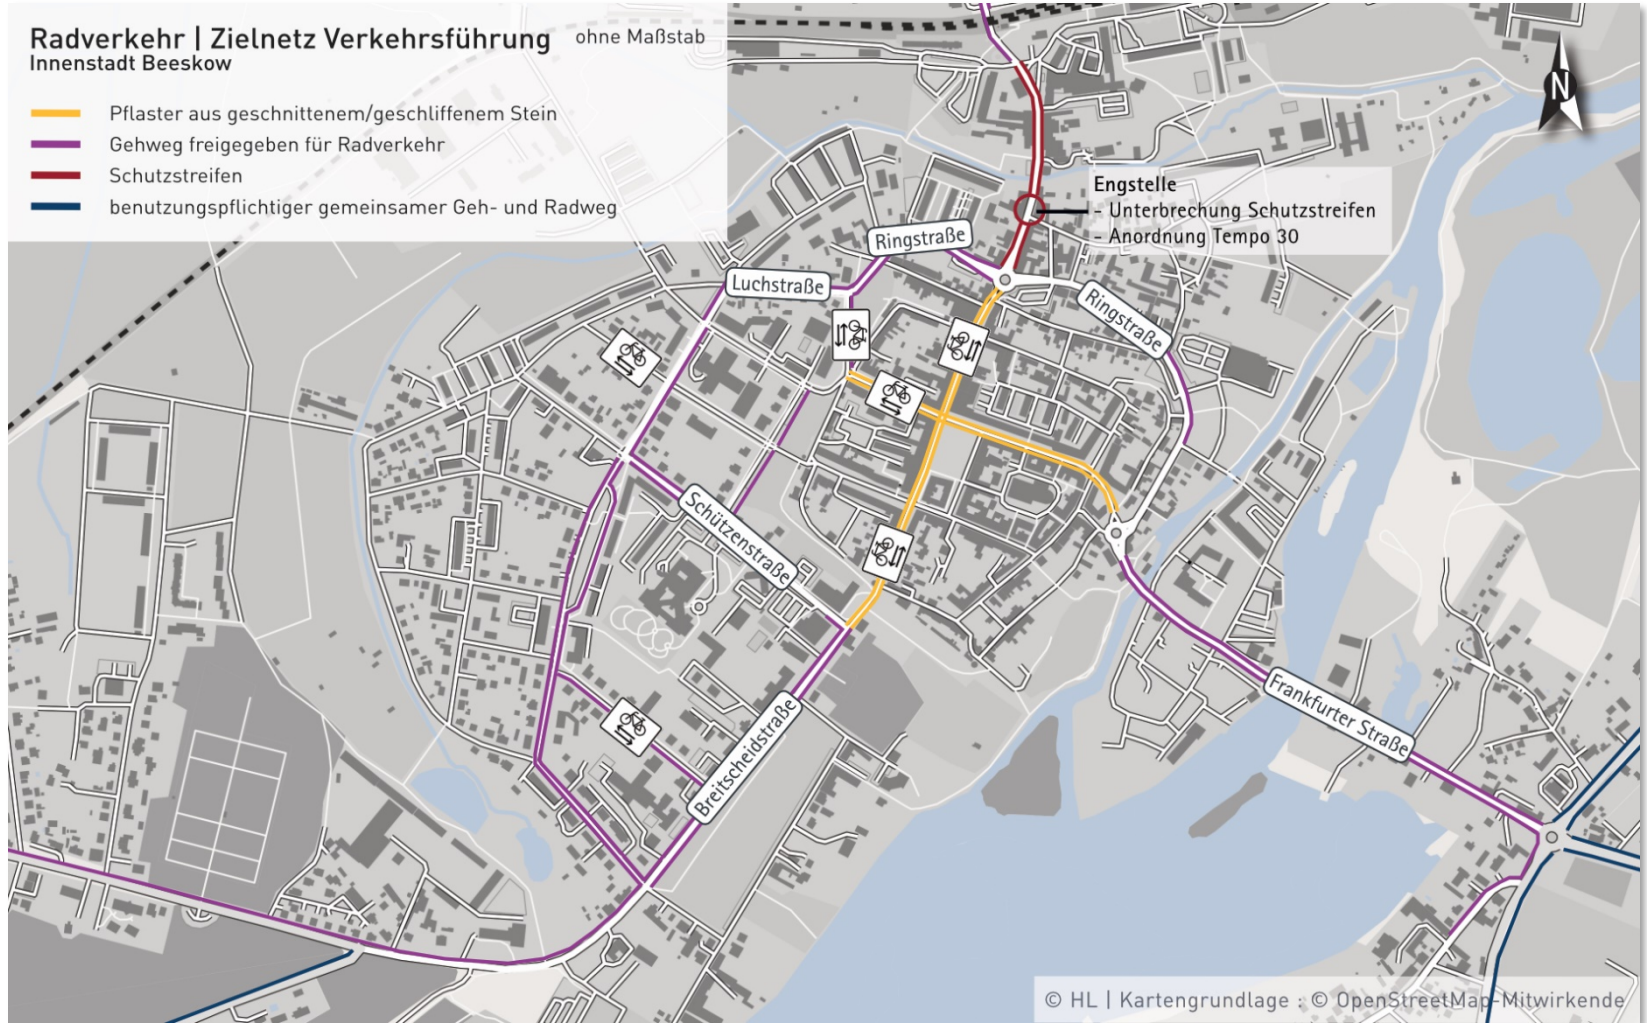 Radverkehr | Zielnetz Verkehrsführung ohne Maßstab
Innenstadt Beeskow
Pflaster aus geschnittenem/geschliffenem Stein
Gehweg freigegeben für Radverkehr
Schutzstreifen
benutzungspflichtiger gemeinsamer Geh- und Radweg
N
Engstelle
- Unterbrechung Schutzstreifen
- Anordnung Tempo 30
Ringstraße
Luchstraße
Ringstraße
Schützenstraße
Breitscheidstraße
Frankfurter Straße
© HL | Kartengrundlage : © OpenStreetMap-Mitwirkende